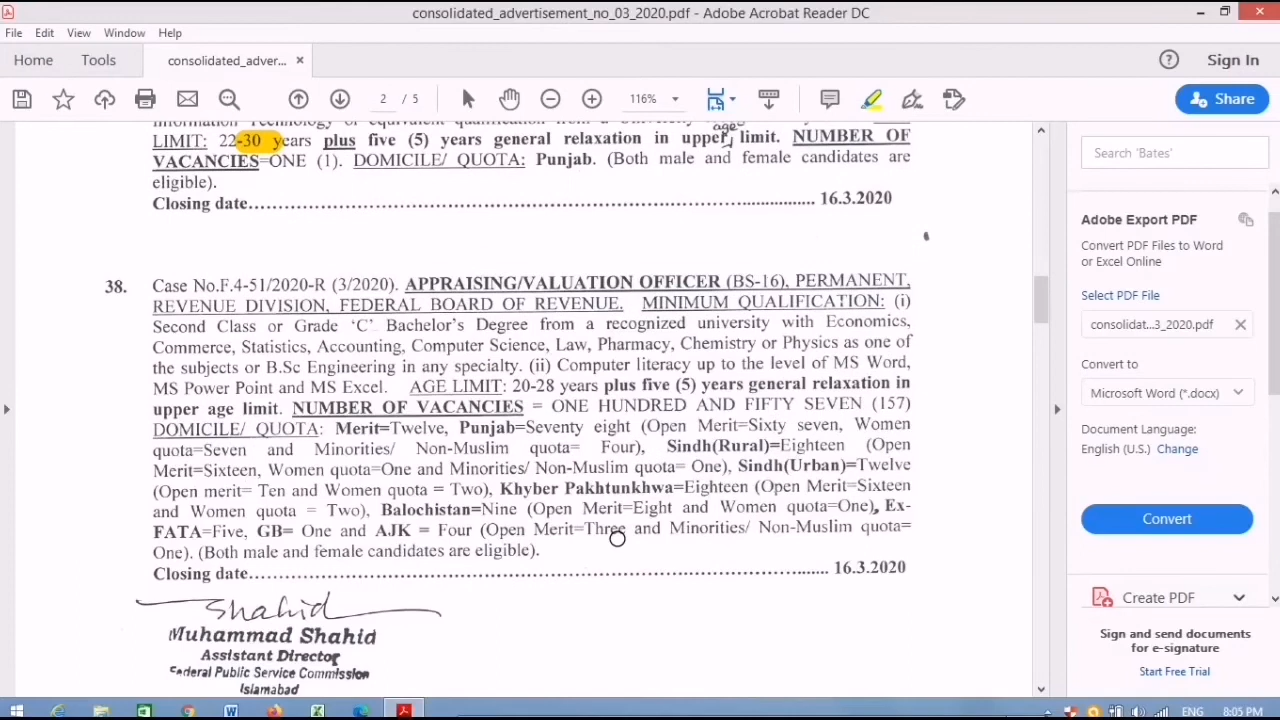 consolidated_advertisement_no_03_2020.pdf - Adobe Acrobat Reader DC
File Edit View Window Help
Home Tools consolidated_adver... × Sign In
2 / 5 116% Share
LIMIT: 22-30 years plus five (5) years general relaxation in upper age limit. NUMBER OF
VACANCIES=ONE (1). DOMICILE/ QUOTA: Punjab. (Both male and female candidates are
eligible).
Closing date........................................................................ 16.3.2020
38. Case No.F.4-51/2020-R (3/2020). APPRAISING/VALUATION OFFICER (BS-16), PERMANENT,
REVENUE DIVISION, FEDERAL BOARD OF REVENUE. MINIMUM QUALIFICATION: (i)
Second Class or Grade ‘C’ Bachelor’s Degree from a recognized university with Economics,
Commerce, Statistics, Accounting, Computer Science, Law, Pharmacy, Chemistry or Physics as one of
the subjects or B.Sc Engineering in any specialty. (ii) Computer literacy up to the level of MS Word,
MS Power Point and MS Excel. AGE LIMIT: 20-28 years plus five (5) years general relaxation in
upper age limit. NUMBER OF VACANCIES = ONE HUNDRED AND FIFTY SEVEN (157)
DOMICILE/ QUOTA: Merit=Twelve, Punjab=Seventy eight (Open Merit=Sixty seven, Women
quota=Seven and Minorities/ Non-Muslim quota= Four), Sindh(Rural)=Eighteen (Open
Merit=Sixteen, Women quota=One and Minorities/ Non-Muslim quota= One), Sindh(Urban)=Twelve
(Open merit= Ten and Women quota = Two), Khyber Pakhtunkhwa=Eighteen (Open Merit=Sixteen
and Women quota = Two), Balochistan=Nine (Open Merit=Eight and Women quota=One), Ex-
FATA=Five, GB= One and AJK = Four (Open Merit=Three and Minorities/ Non-Muslim quota=
One). (Both male and female candidates are eligible).
Closing date........................................................................ 16.3.2020
Shahid
Muhammad Shahid
Assistant Director
Federal Public Service Commission
Islamabad
Search 'Bates'
Adobe Export PDF
Convert PDF Files to Word
or Excel Online
Select PDF File
consolidat...3_2020.pdf
Convert to
Microsoft Word (*.docx)
Document Language:
English (U.S.) Change
Convert
Create PDF
Sign and send documents
for e-signature
Start Free Trial
ENG 8:05 PM